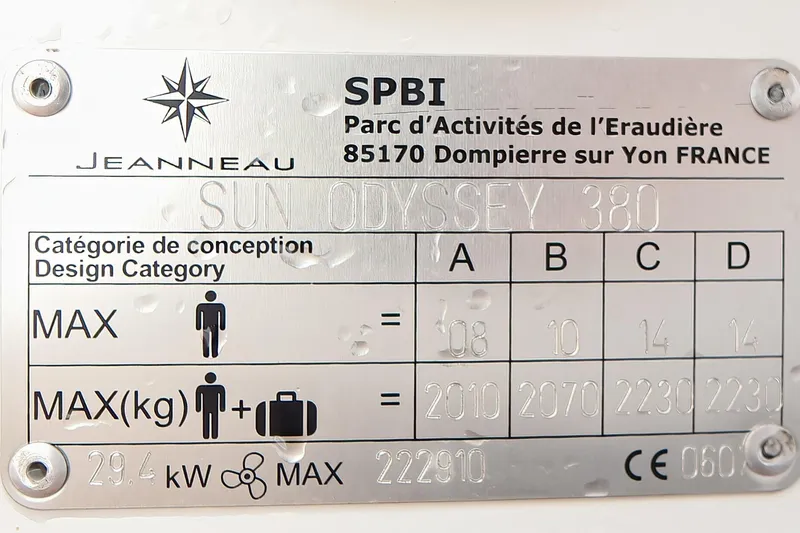 JEANNEAU
SPBI
Parc d'Activités de l'Eraudière
85170 Dompierre sur Yon FRANCE
SUN ODYSSEY 380
Catégorie de conception
Design Category A B C D
MAX = 08 10 14 14
MAX(kg) + = 2010 2070 2230 2230
29.4 kW MAX 222910 CE